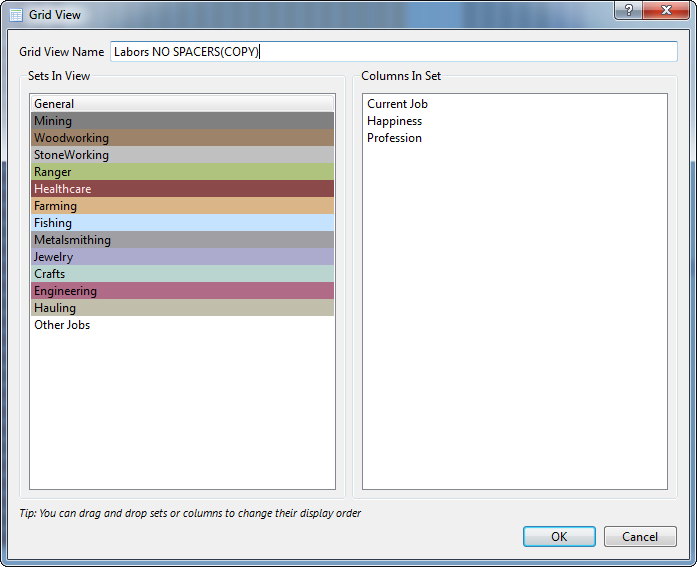 Grid View
Grid View Name Labors NO SPACERS(COPY)
Sets In View
General
Mining
Woodworking
StoneWorking
Ranger
Healthcare
Farming
Fishing
Metalsmithing
Jewelry
Crafts
Engineering
Hauling
Other Jobs
Columns In Set
Current Job
Happiness
Profession
Tip: You can drag and drop sets or columns to change their display order
OK Cancel